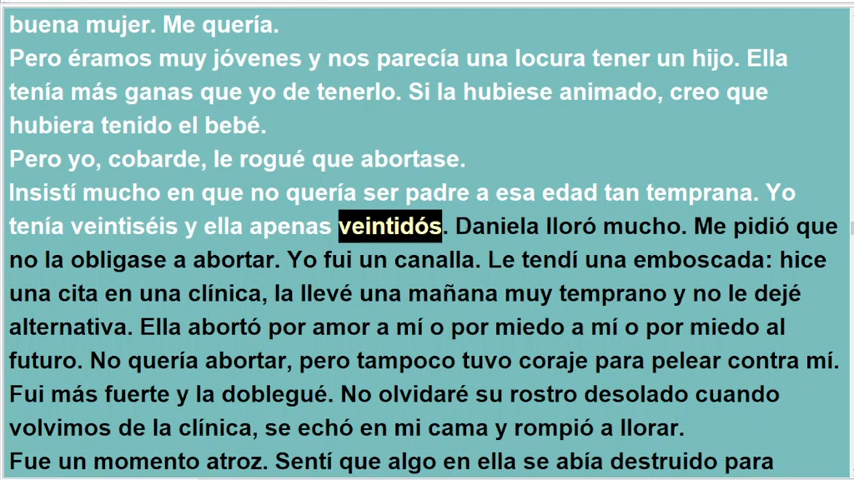 buena mujer. Me quería.
Pero éramos muy jóvenes y nos parecía una locura tener un hijo. Ella
tenía más ganas que yo de tenerlo. Si la hubiese animado, creo que
hubiera tenido el bebé.
Pero yo, cobarde, le rogué que abortase.
Insistí mucho en que no quería ser padre a esa edad tan temprana. Yo
tenía veintiséis y ella apenas veintidós. Daniela lloró mucho. Me pidió que
no la obligase a abortar. Yo fui un canalla. Le tendí una emboscada: hice
una cita en una clínica, la llevé una mañana muy temprano y no le dejé
alternativa. Ella abortó por amor a mí o por miedo a mí o por miedo al
futuro. No quería abortar, pero tampoco tuvo coraje para pelear contra mí.
Fui más fuerte y la doblegué. No olvidaré su rostro desolado cuando
volvimos de la clínica, se echó en mi cama y rompió a llorar.
Fue un momento atroz. Sentí que algo en ella se abía destruido para